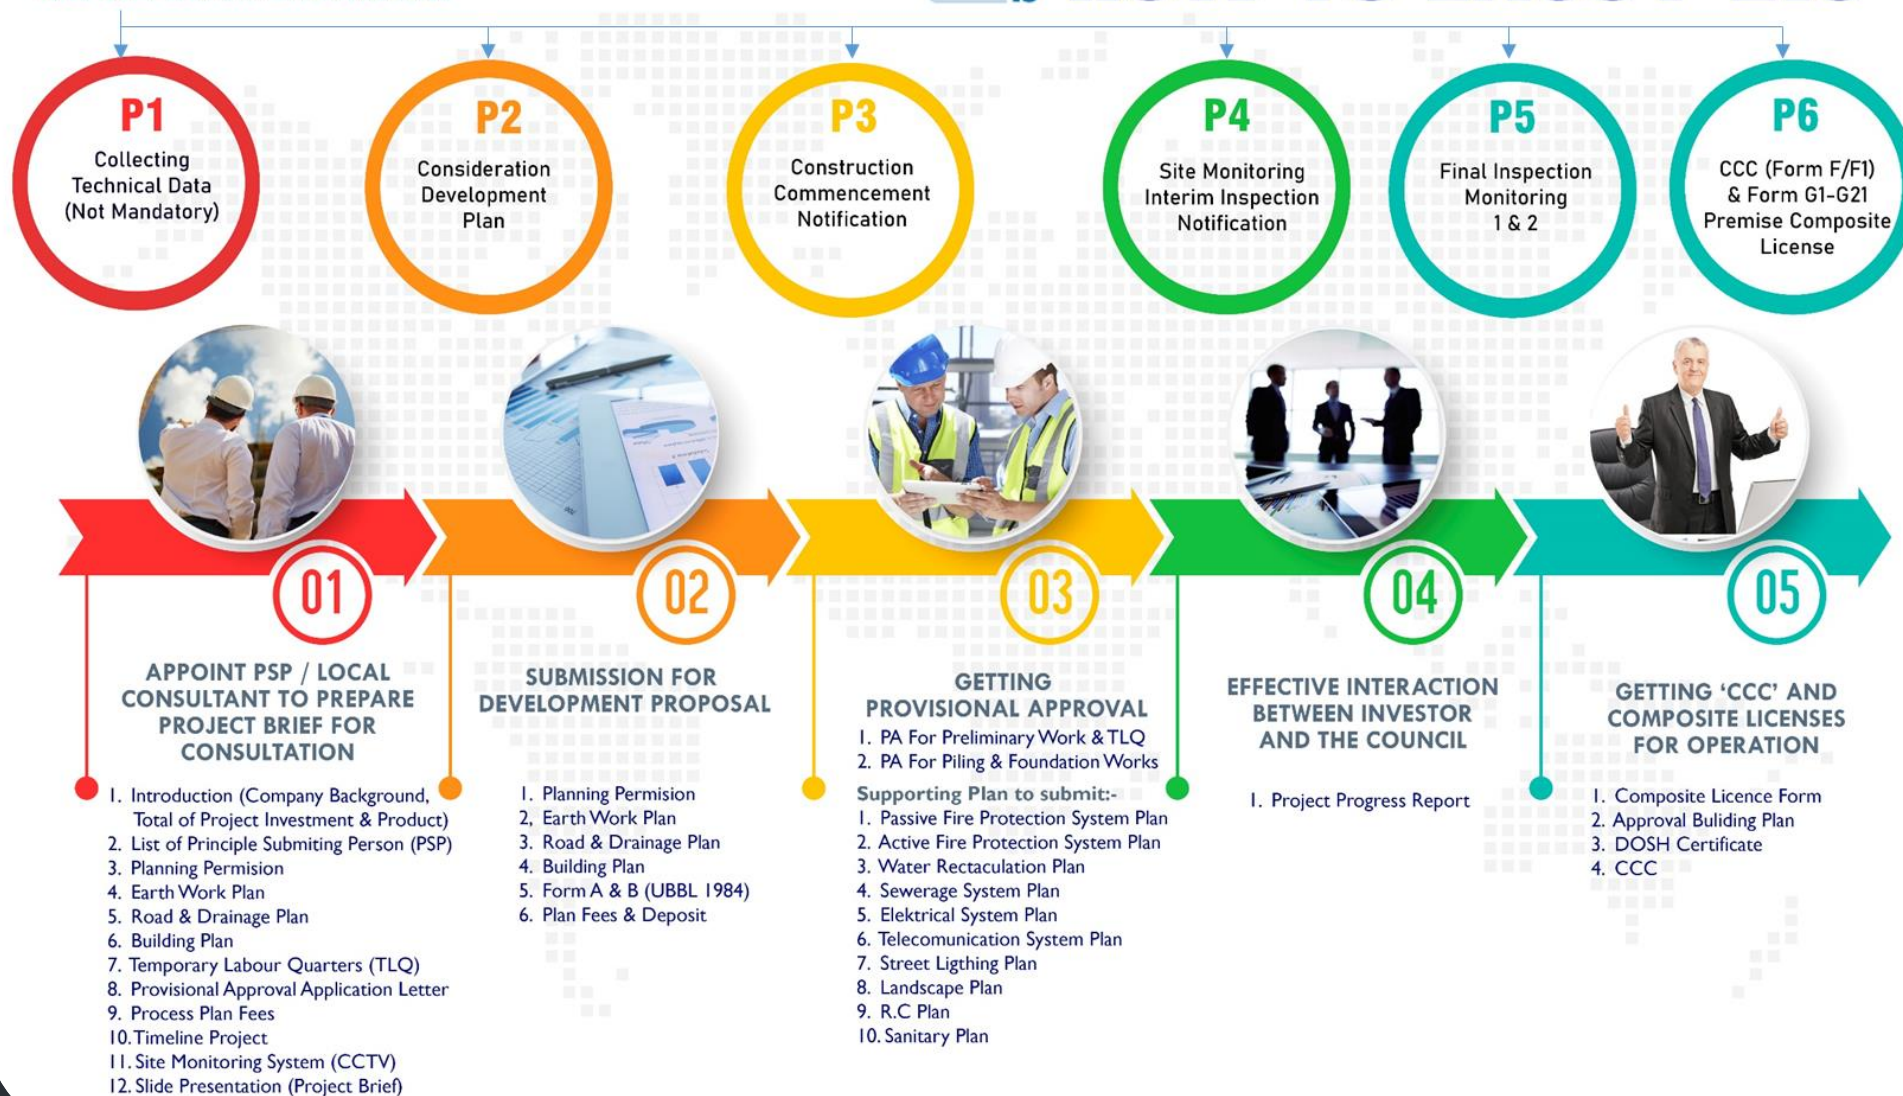 P1
Collecting
Technical Data
(Not Mandatory)
P2
Consideration
Development
Plan
P3
Construction
Commencement
Notification
P4
Site Monitoring
Interim Inspection
Notification
P5
Final Inspection
Monitoring
1 & 2
P6
CCC (Form F/F1)
& Form G1-G21
Premise Composite
License
01
APPOINT PSP / LOCAL
CONSULTANT TO PREPARE
PROJECT BRIEF FOR
CONSULTATION
1. Introduction (Company Background,
Total of Project Investment & Product)
2. List of Principle Submiting Person (PSP)
3. Planning Permision
4. Earth Work Plan
5. Road & Drainage Plan
6. Building Plan
7. Temporary Labour Quarters (TLQ)
8. Provisional Approval Application Letter
9. Process Plan Fees
10. Timeline Project
11. Site Monitoring System (CCTV)
12. Slide Presentation (Project Brief)
02
SUBMISSION FOR
DEVELOPMENT PROPOSAL
1. Planning Permision
2, Earth Work Plan
3. Road & Drainage Plan
4. Building Plan
5. Form A & B (UBBL 1984)
6. Plan Fees & Deposit
03
GETTING
PROVISIONAL APPROVAL
1. PA For Preliminary Work & TLQ
2. PA For Piling & Foundation Works
Supporting Plan to submit:-
1. Passive Fire Protection System Plan
2. Active Fire Protection System Plan
3. Water Rectaculation Plan
4. Sewerage System Plan
5. Elektrical System Plan
6. Telecomunication System Plan
7. Street Ligthing Plan
8. Landscape Plan
9. R.C Plan
10. Sanitary Plan
04
EFFECTIVE INTERACTION
BETWEEN INVESTOR
AND THE COUNCIL
1. Project Progress Report
05
GETTING ‘CCC’ AND
COMPOSITE LICENSES
FOR OPERATION
1. Composite Licence Form
2. Approval Buliding Plan
3. DOSH Certificate
4. CCC